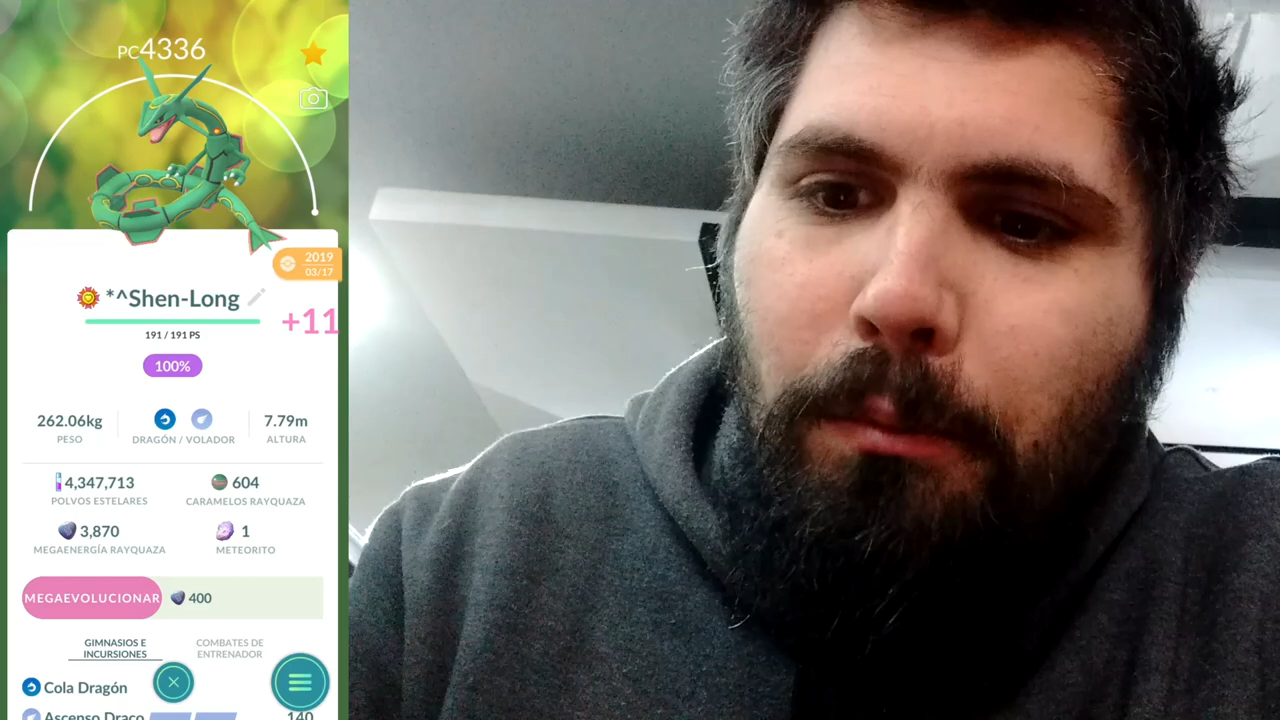 PC4336
2019
03/17
*^Shen-Long
+11
191 / 191 PS
100%
262.06kg
PESO
DRAGÓN / VOLADOR
7.79m
ALTURA
4,347,713
POLVOS ESTELARES
604
CARAMELOS RAYQUAZA
3,870
MEGAENERGÍA RAYQUAZA
1
METEORITO
MEGAEVOLUCIONAR
400
GIMNASIOS E
INCURSIONES
COMBATES DE
ENTRENADOR
Cola Dragón
Ascenso Draco
140